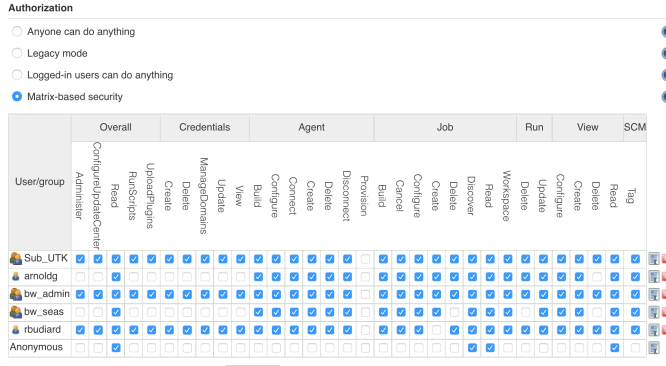 Authorization
Anyone can do anything
Legacy mode
Logged-in users can do anything
Matrix-based security
User/group Overall Credentials Agent Job Run View SCM
Administer ConfigureUpdateCenter Read RunScripts UploadPlugins Create Delete ManageDomains Update View Build Configure Connect Create Delete Disconnect Provision Build Cancel Configure Create Delete Discover Read Workspace Delete Update Configure Create Delete Read Tag
Sub_UTK
arnoldg
bw_admin
bw_seas
rbudiard
Anonymous